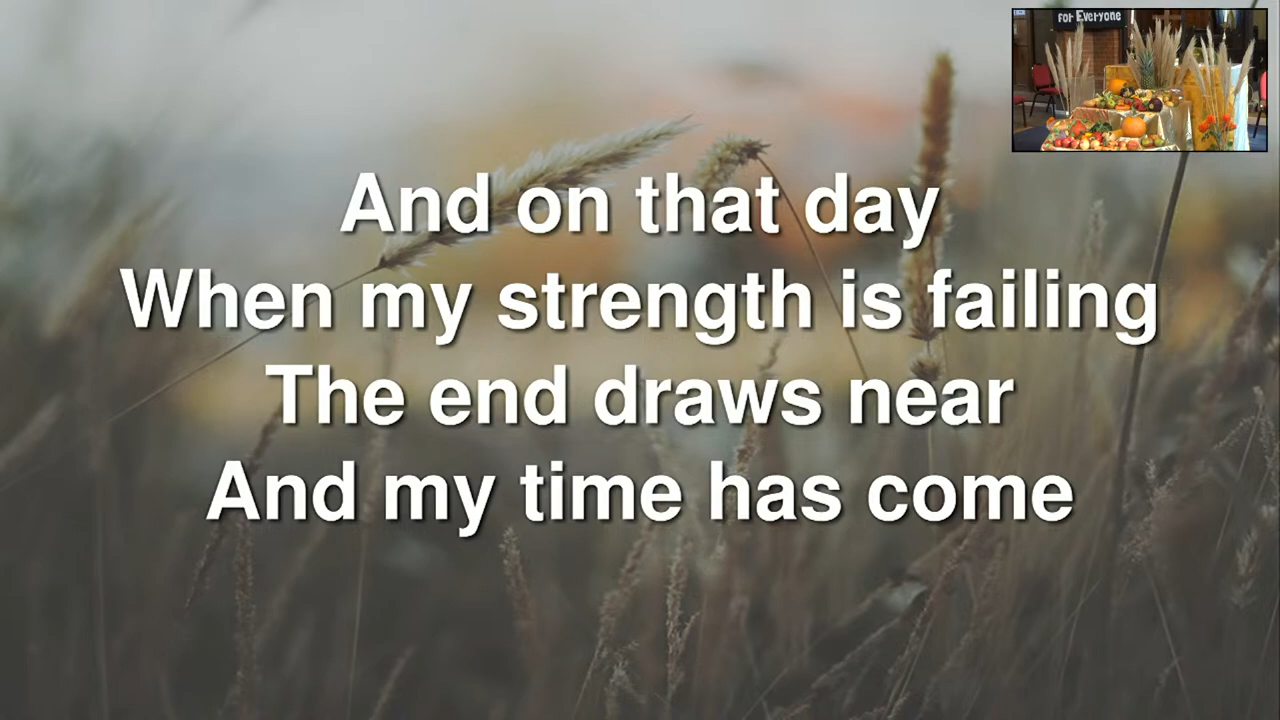 for Everyone
And on that day
When my strength is failing
The end draws near
And my time has come